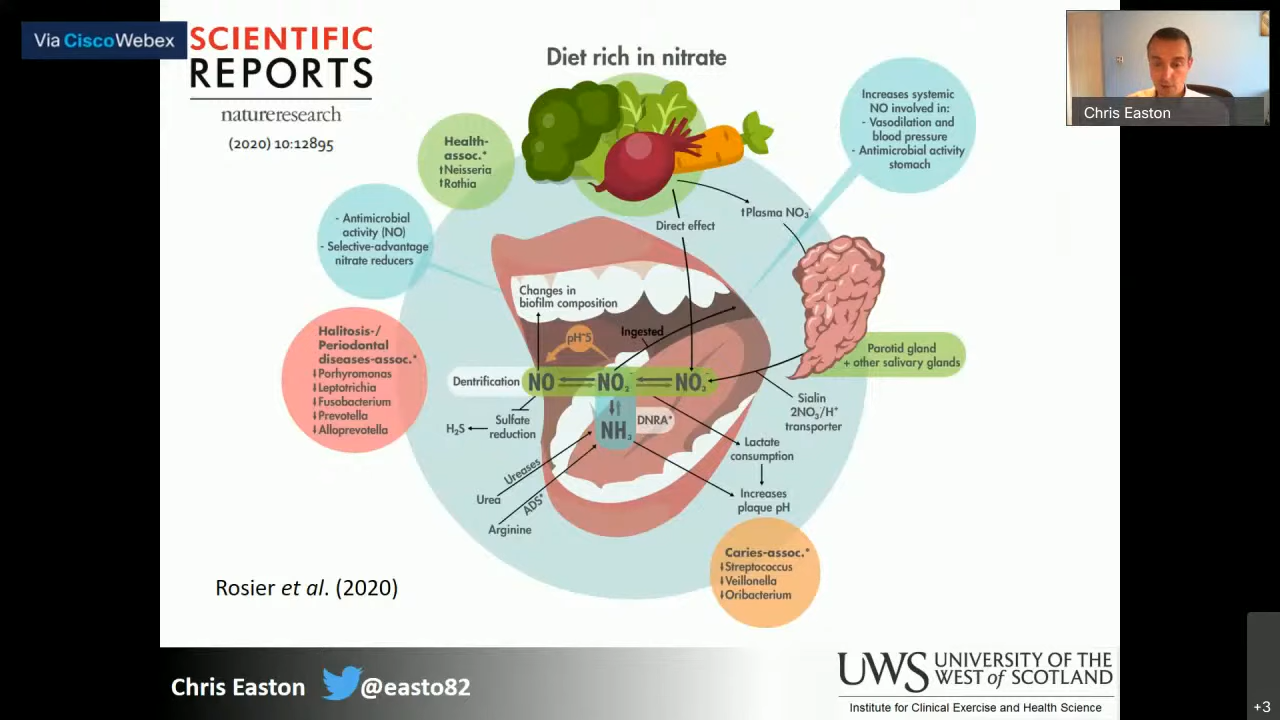 Via Cisco Webex
SCIENTIFIC
REPORTS
natureresearch
(2020) 10:12895
Diet rich in nitrate
Chris Easton
Increases systemic
NO involved in:
- Vasodilation and
blood pressure
- Antimicrobial activity
stomach
Health-
assoc.*
↑Neisseria
↑Rothia
- Antimicrobial
activity (NO)
- Selective-advantage
nitrate reducers
Direct effect
↑Plasma NO₃⁻
Changes in
biofilm composition
Halitosis-/
Periodontal
diseases-assoc.*
↓Porphyromonas
↓Leptotrichia
↓Fusobacterium
↓Prevotella
↓Alloprevotella
pH*5
Ingested
Parotid gland
+ other salivary glands
Dentrification NO NO₂⁻ NO₃⁻
Sialin
2NO₃/H⁺
transporter
H₂S
Sulfate
reduction
NH₃
DNRA*
Lactate
consumption
Ureases
Urea
ADS*
Arginine
Increases
plaque pH
Caries-assoc.*
↓Streptococcus
↓Veillonella
↓Oribacterium
Rosier et al. (2020)
Chris Easton @easto82
UWS UNIVERSITY OF THE
WEST of SCOTLAND
Institute for Clinical Exercise and Health Science
+3